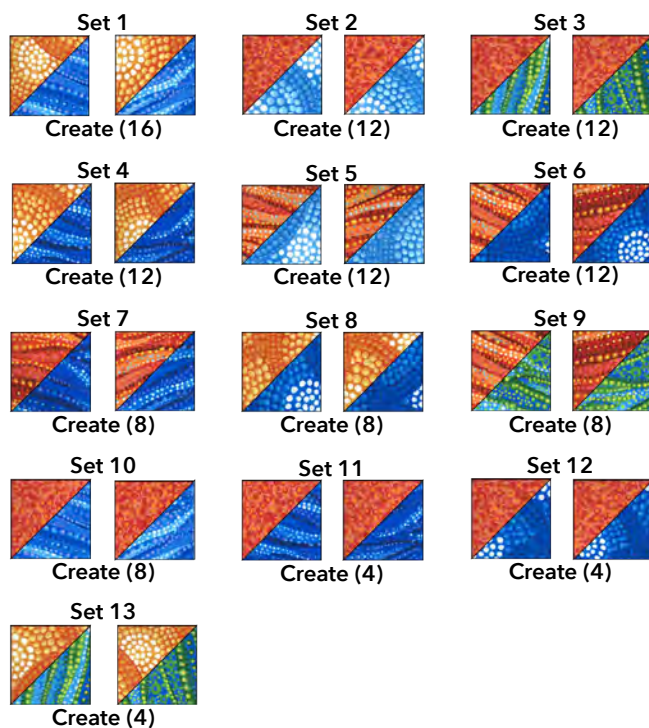 Set 1
Set 2
Set 3
Create (16)
Create (12)
Create (12)
Set 4
Set 5
Set 6
Create (12)
Create (12)
Create (12)
Set 7
Set 8
Set 9
Create (8)
Create (8)
Create (8)
Set 10
Set 11
Set 12
Create (8)
Create (4)
Create (4)
Set 13
Create (4)